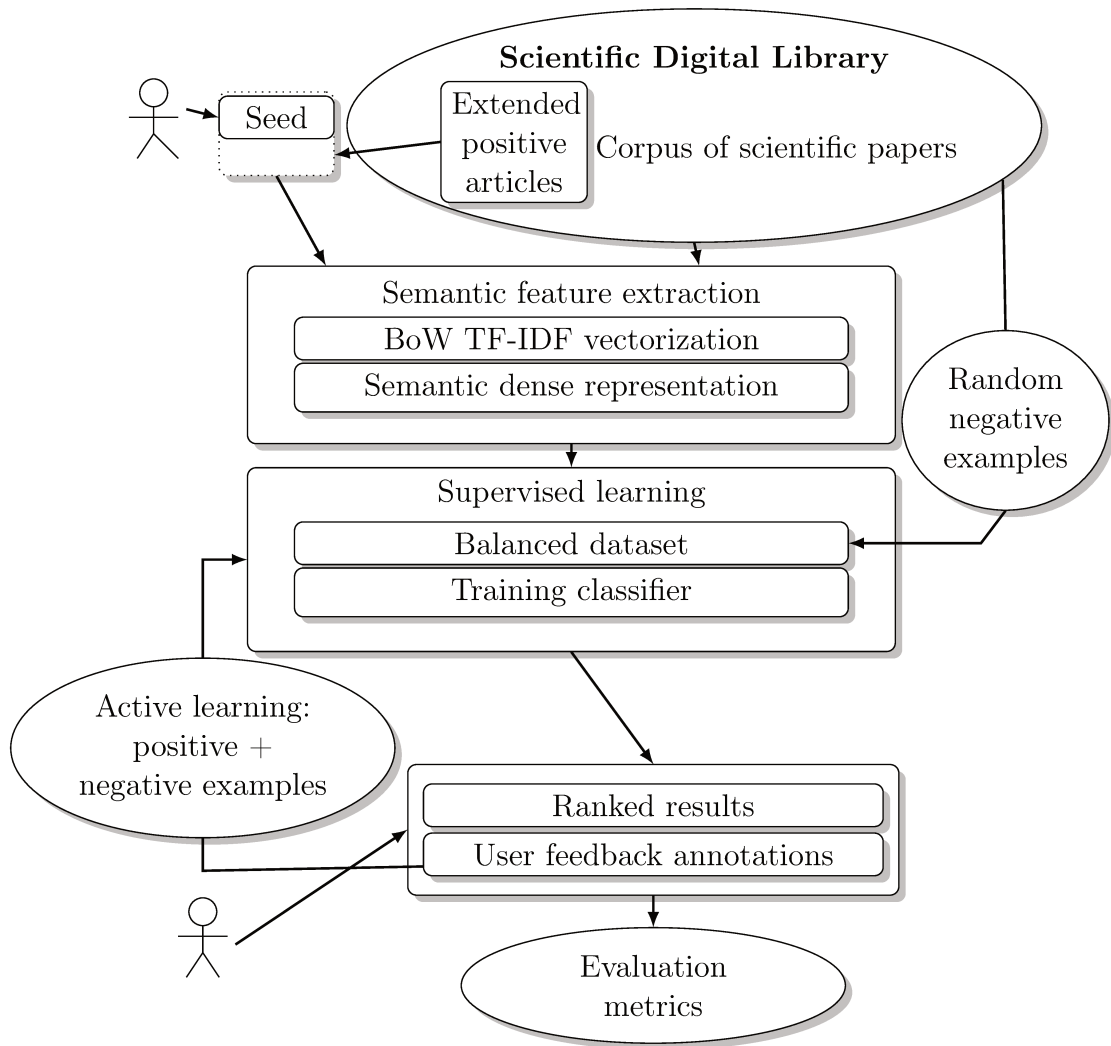 Scientific Digital Library
Seed
Extended
positive
articles
Corpus of scientific papers
Semantic feature extraction
BoW TF-IDF vectorization
Semantic dense representation
Random
negative
examples
Supervised learning
Balanced dataset
Training classifier
Active learning:
positive +
negative examples
Ranked results
User feedback annotations
Evaluation
metrics